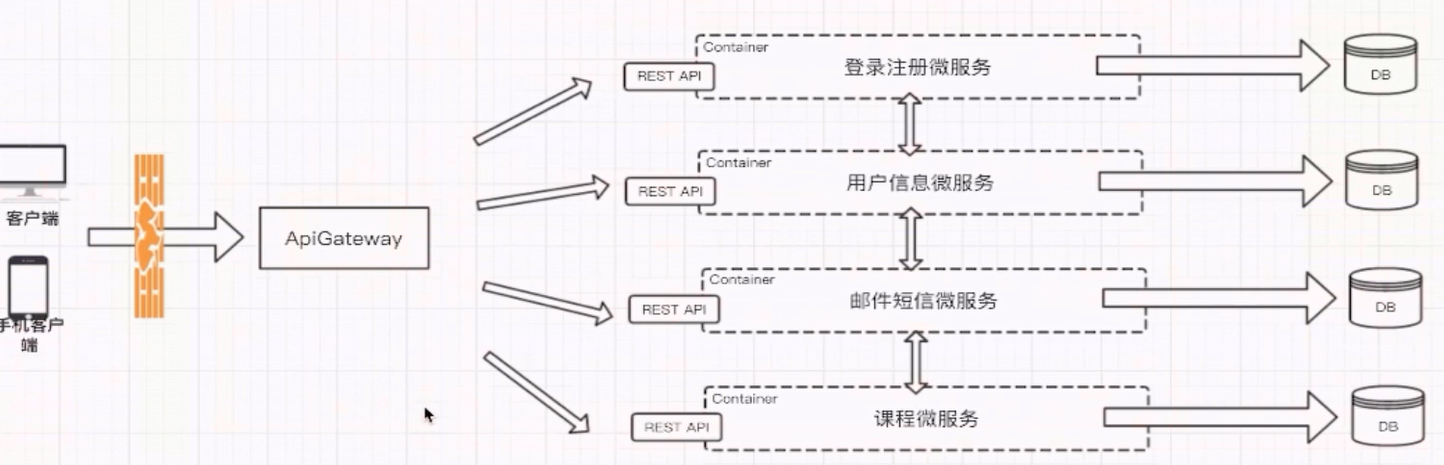 Container
REST API
登录注册微服务
DB
Container
REST API
用户信息微服务
DB
客户端
ApiGateway
手机客户
端
Container
REST API
邮件短信微服务
DB
Container
REST API
课程微服务
DB